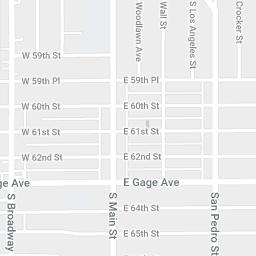 Woodlawn Ave
Wall St
S Los Angeles St
Crocker St
W 59th St
W 59th Pl
E 59th Pl
W 60th St
E 60th St
W 61st St
E 61st St
W 62nd St
E 62nd St
ge Ave
E Gage Ave
S Broadway
S Main St
San Pedro St
E 64th St
E 65th St